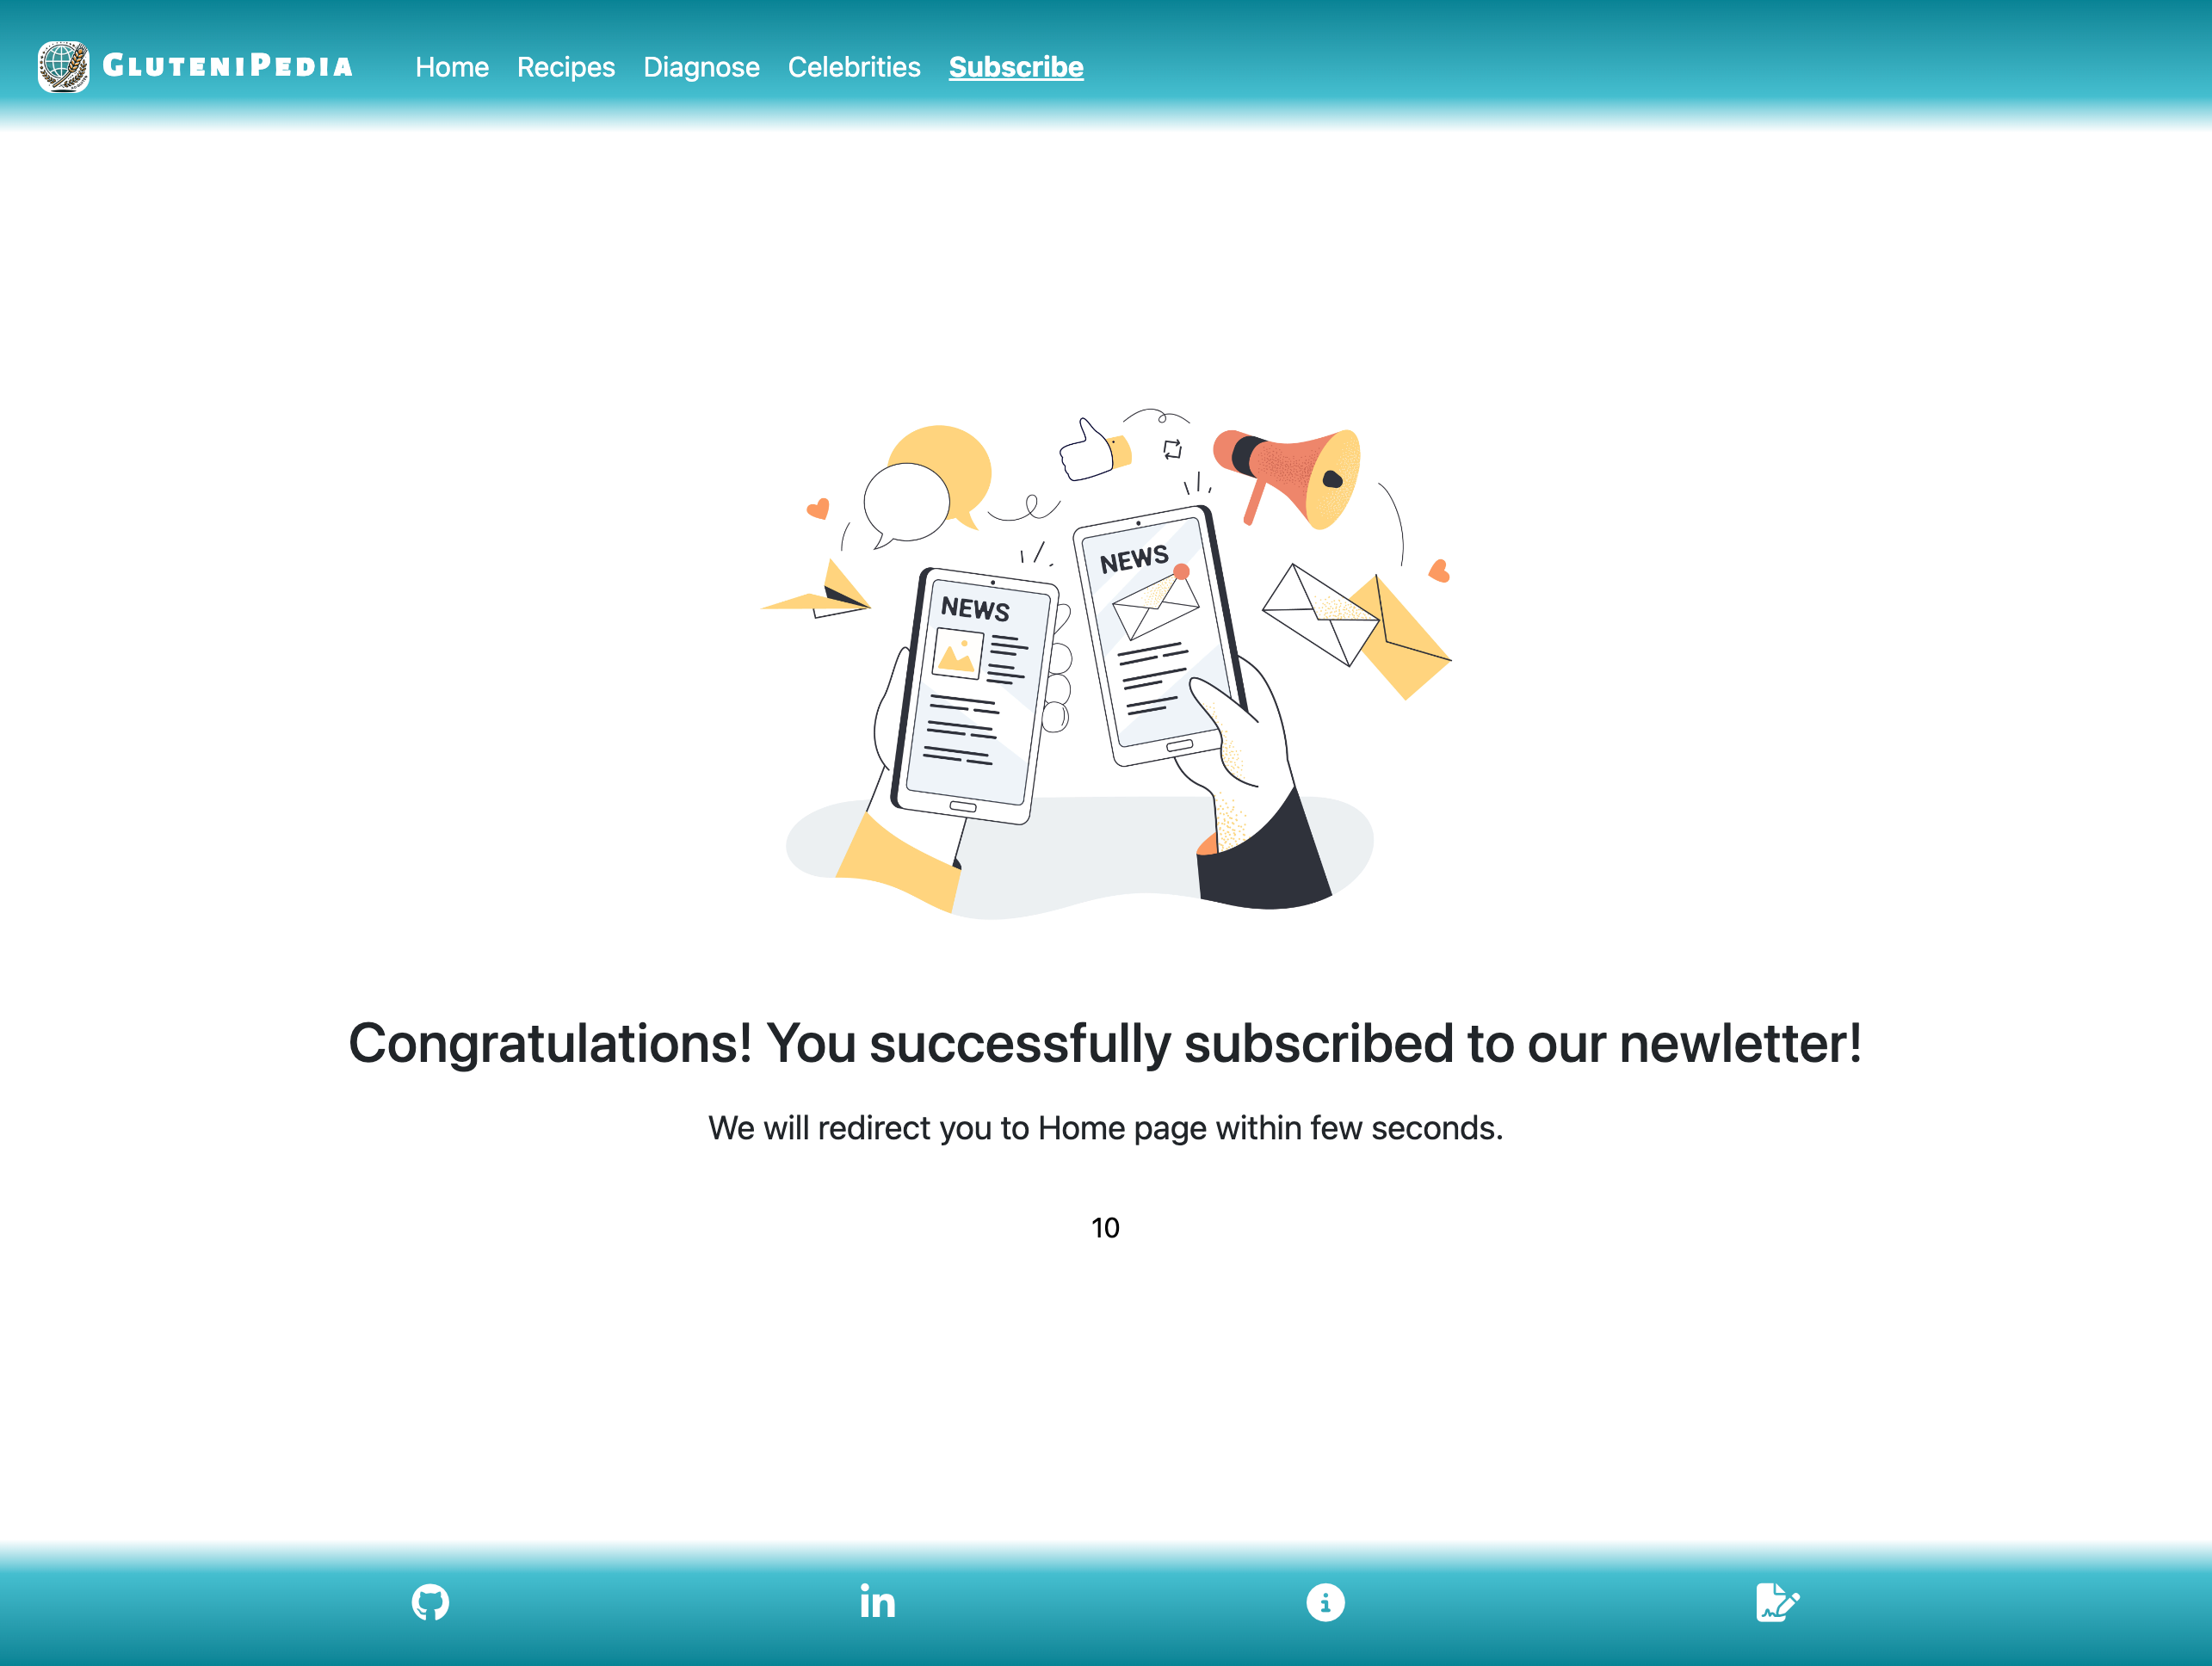 GLUTENIPEDIA Home Recipes Diagnose Celebrities Subscribe
NEWS
NEWS
Congratulations! You successfully subscribed to our newletter!
We will redirect you to Home page within few seconds.
10
in